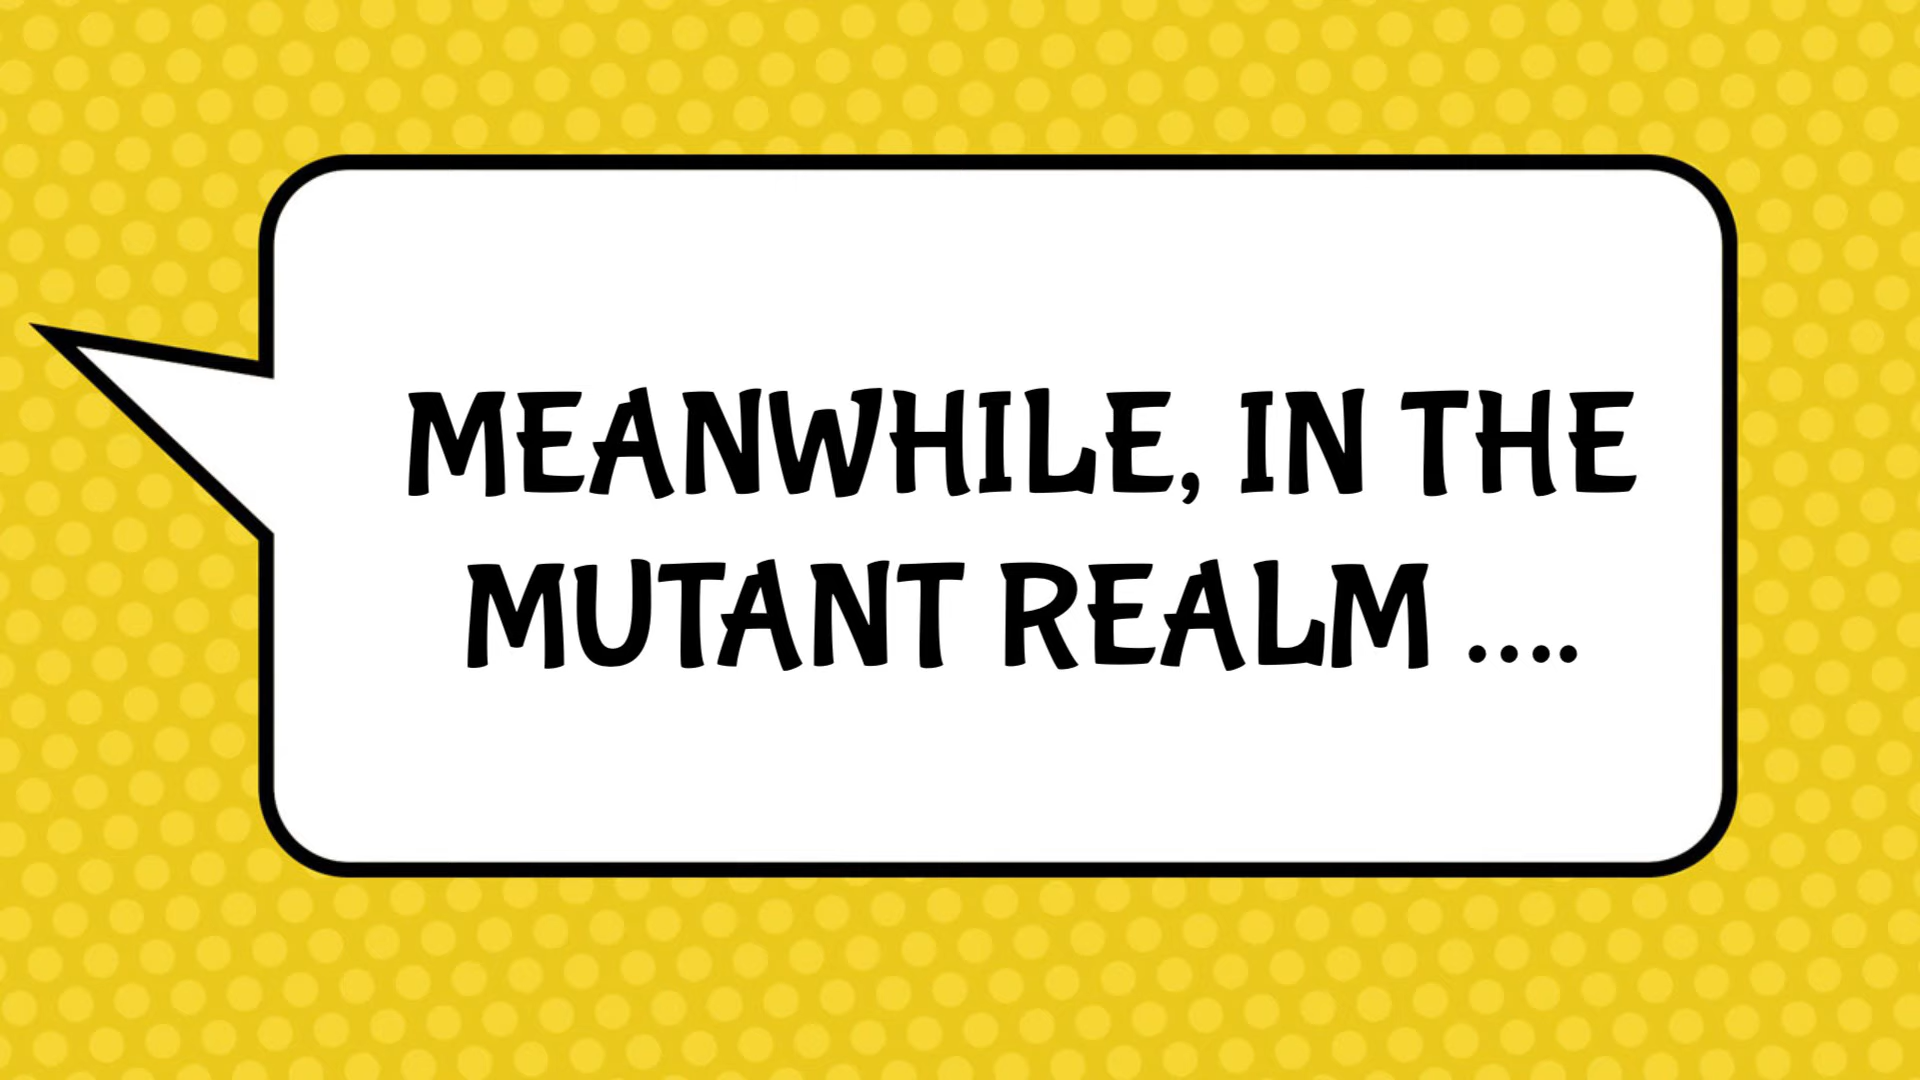 MEANWHILE, IN THE
MUTANT REALM ....